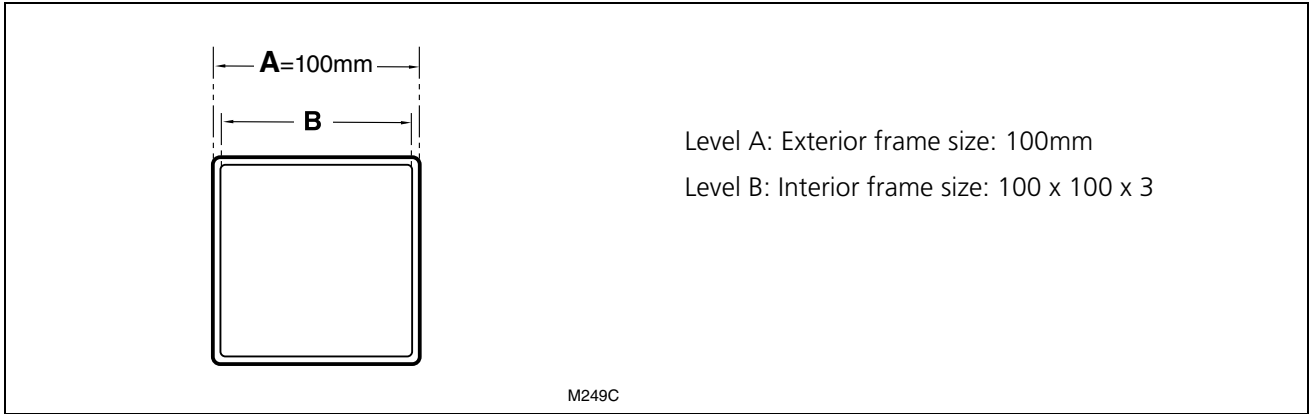 A=100mm
B
Level A: Exterior frame size: 100mm
Level B: Interior frame size: 100 x 100 x 3
M249C